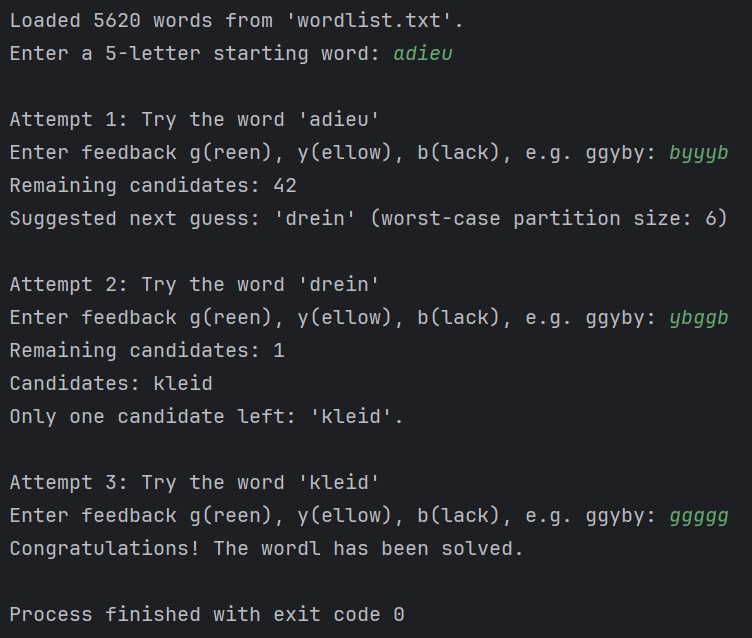 Loaded 5620 words from 'wordlist.txt'.
Enter a 5-letter starting word: adieu
Attempt 1: Try the word 'adieu'
Enter feedback g(reen), y(ellow), b(lack), e.g. ggyby: byyyb
Remaining candidates: 42
Suggested next guess: 'drein' (worst-case partition size: 6)
Attempt 2: Try the word 'drein'
Enter feedback g(reen), y(ellow), b(lack), e.g. ggyby: ybggb
Remaining candidates: 1
Candidates: kleid
Only one candidate left: 'kleid'.
Attempt 3: Try the word 'kleid'
Enter feedback g(reen), y(ellow), b(lack), e.g. ggyby: ggggg
Congratulations! The wordl has been solved.
Process finished with exit code 0